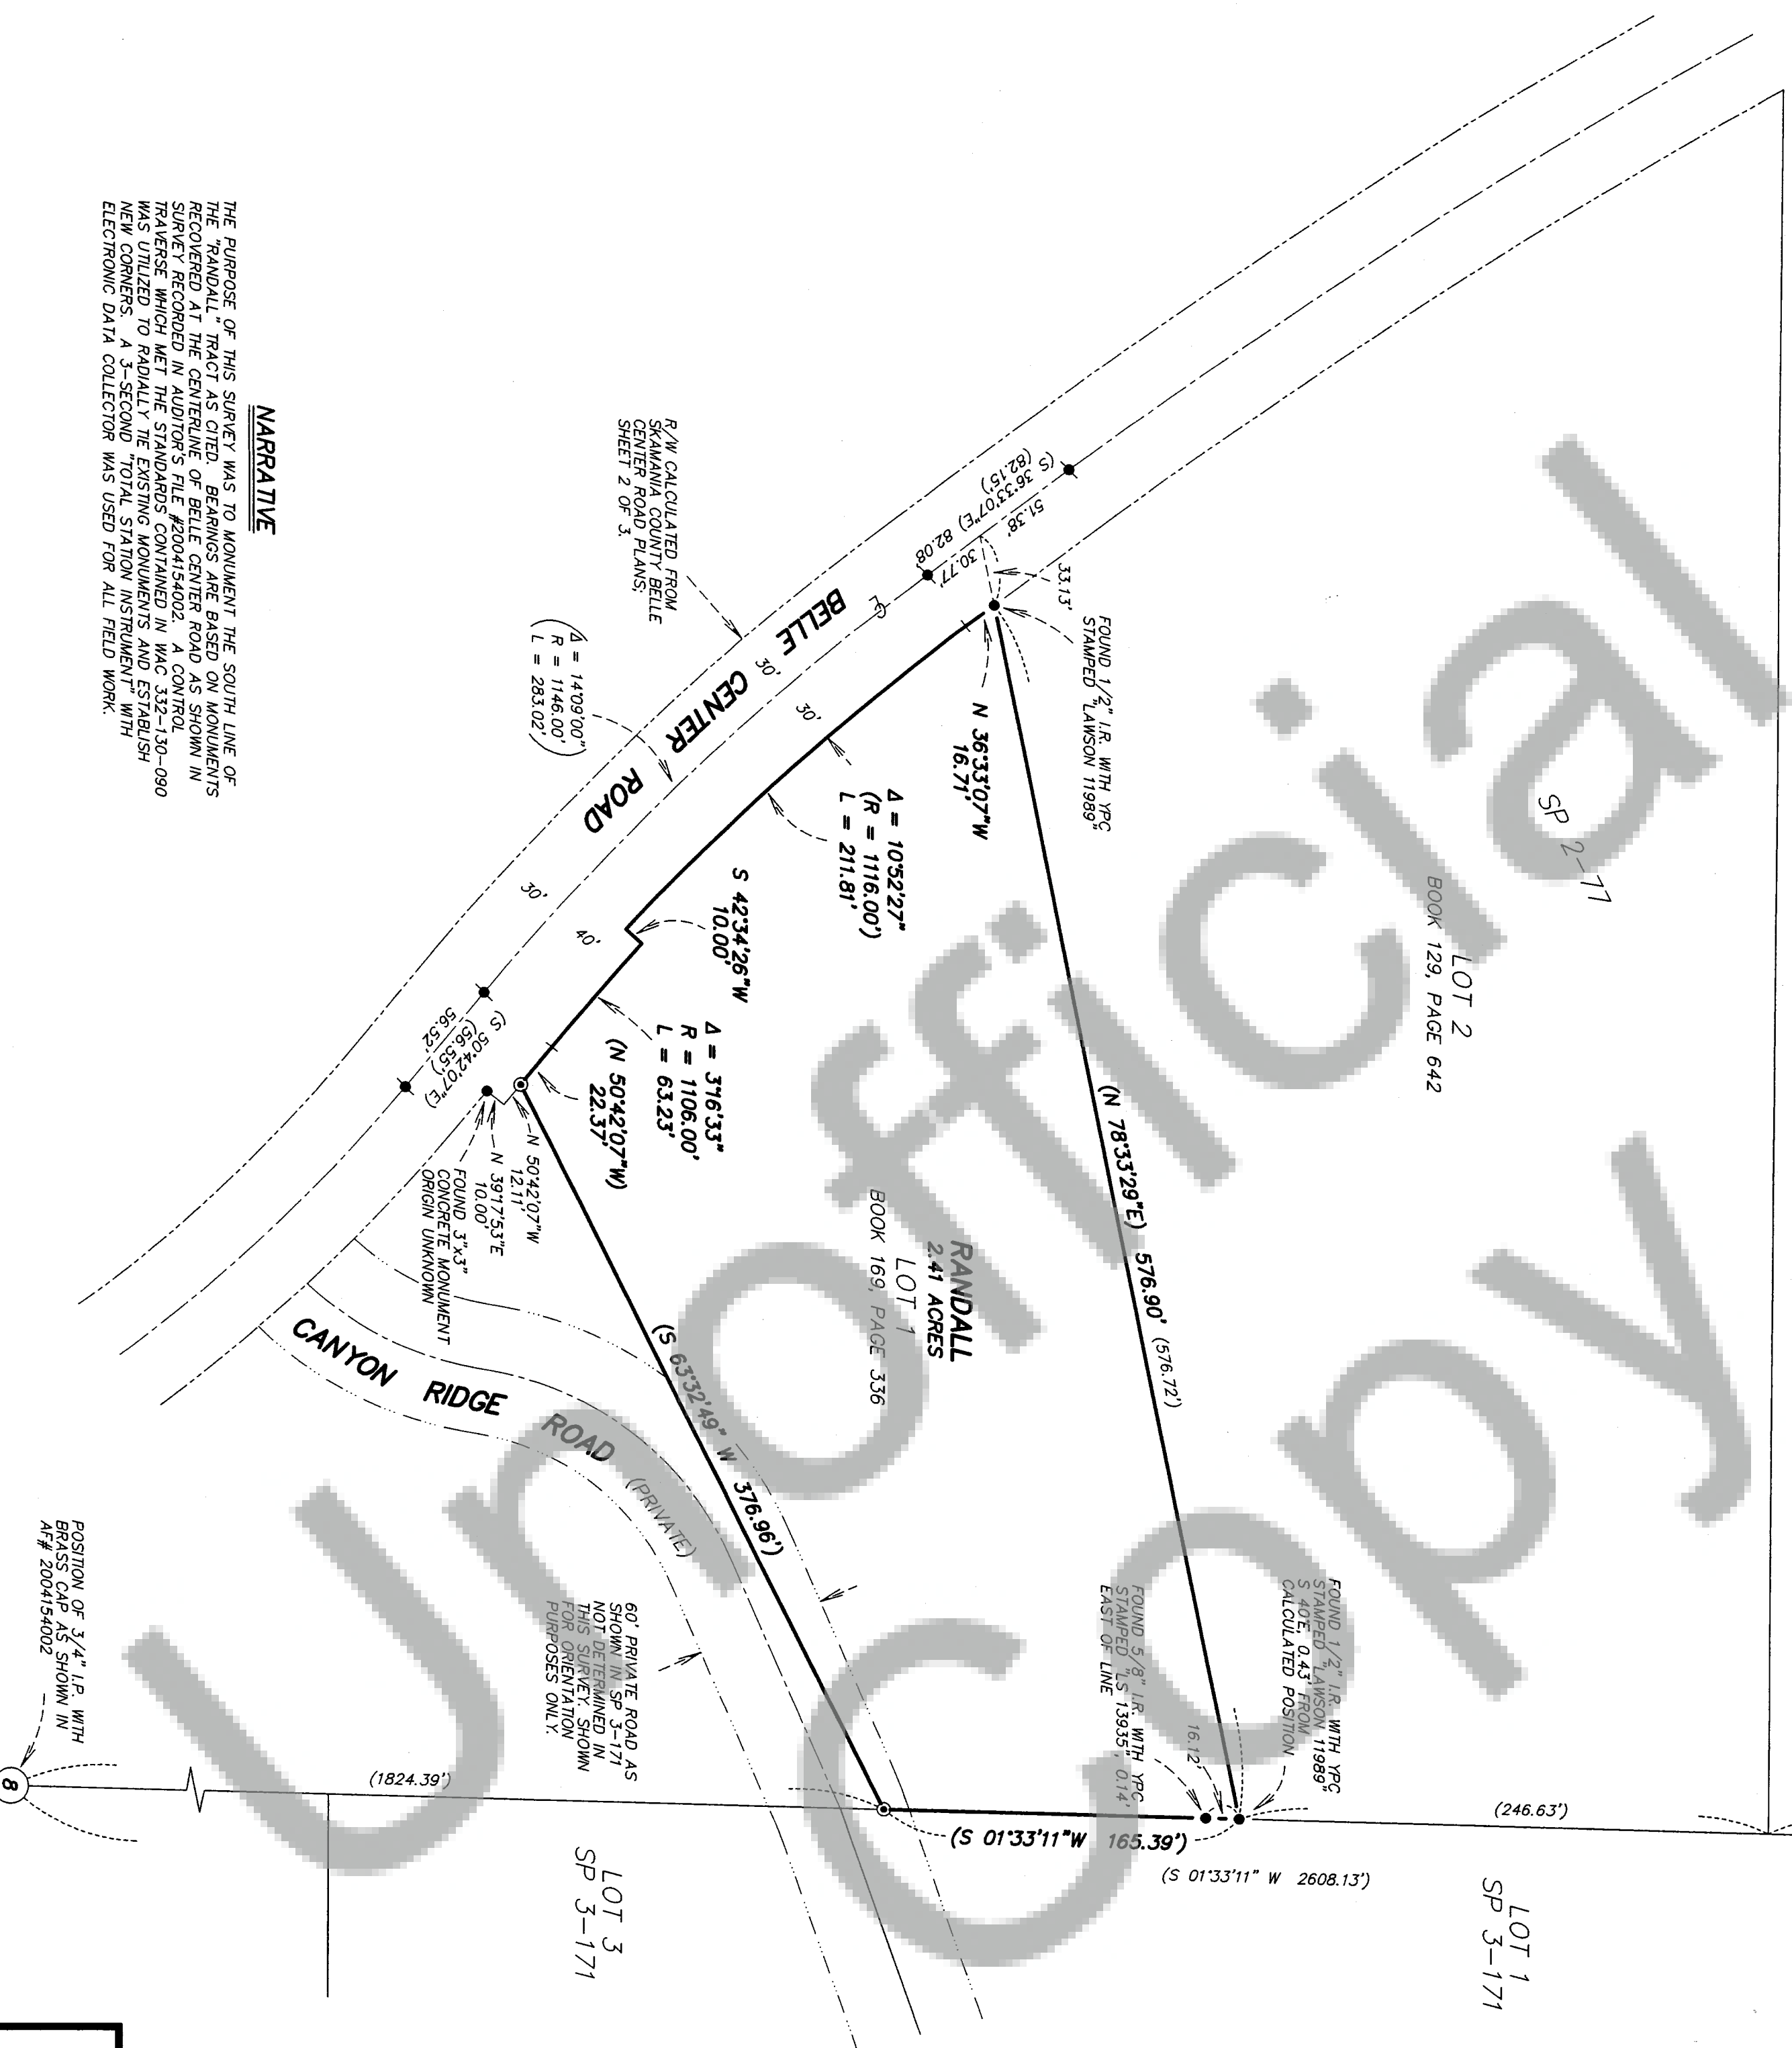 SP 2-77
LOT 2
BOOK 129, PAGE 642
FOUND 1/2" I.R. WITH YPC
STAMPED "LAWSON 11989"
33.13'
(S 36°33'07"E) 82.08'
(82.15')
51.38'
30.77'
N 36°33'07"W
16.71'
(N 78°33'29"E) 576.90' (576.72')
Δ = 10°52'27"
(R = 1116.00')
L = 211.81'
BELLE CENTER ROAD
30'
30'
R/W CALCULATED FROM
SKAMANIA COUNTY BELLE
CENTER ROAD PLANS;
SHEET 2 OF 3.
Δ = 14°09'00"
R = 1146.00'
L = 283.02'
S 42°34'26"W
10.00'
Δ = 3°16'33"
R = 1106.00'
L = 63.23'
(N 50°42'07"W)
22.37'
30'
40'
(S 50°42'07"E)
(56.55')
56.52'
N 50°42'07"W
12.11'
N 39°17'53"E
10.00'
FOUND 3"x3"
CONCRETE MONUMENT
ORIGIN UNKNOWN
RANDALL
2.41 ACRES
LOT 1
BOOK 169, PAGE 336
(S 63°32'49" W 376.96')
CANYON RIDGE ROAD (PRIVATE)
60' PRIVATE ROAD AS
SHOWN IN SP 3-171
NOT DETERMINED IN
THIS SURVEY. SHOWN
FOR ORIENTATION
PURPOSES ONLY.
FOUND 1/2" I.R. WITH YPC
STAMPED "LAWSON 11989"
S 40°E, 0.43' FROM
CALCULATED POSITION
FOUND 5/8" I.R. WITH YPC
STAMPED "LS 13935", 0.14'
EAST OF LINE
16.12'
(246.63')
(S 01°33'11"W 165.39')
(S 01°33'11" W 2608.13')
(1824.39')
LOT 1
SP 3-171
LOT 3
SP 3-171
POSITION OF 3/4" I.P. WITH
BRASS CAP AS SHOWN IN
AF# 2004154002
8
NARRATIVE
THE PURPOSE OF THIS SURVEY WAS TO MONUMENT THE SOUTH LINE OF
THE "RANDALL" TRACT AS CITED. BEARINGS ARE BASED ON MONUMENTS
RECOVERED AT THE CENTERLINE OF BELLE CENTER ROAD AS SHOWN IN
SURVEY RECORDED IN AUDITOR'S FILE #2004154002. A CONTROL
TRAVERSE WHICH MET THE STANDARDS CONTAINED IN WAC 332-130-090
WAS UTILIZED TO RADIALLY TIE EXISTING MONUMENTS AND ESTABLISH
NEW CORNERS. A 3-SECOND "TOTAL STATION INSTRUMENT" WITH
ELECTRONIC DATA COLLECTOR WAS USED FOR ALL FIELD WORK.
Unofficial
Copy